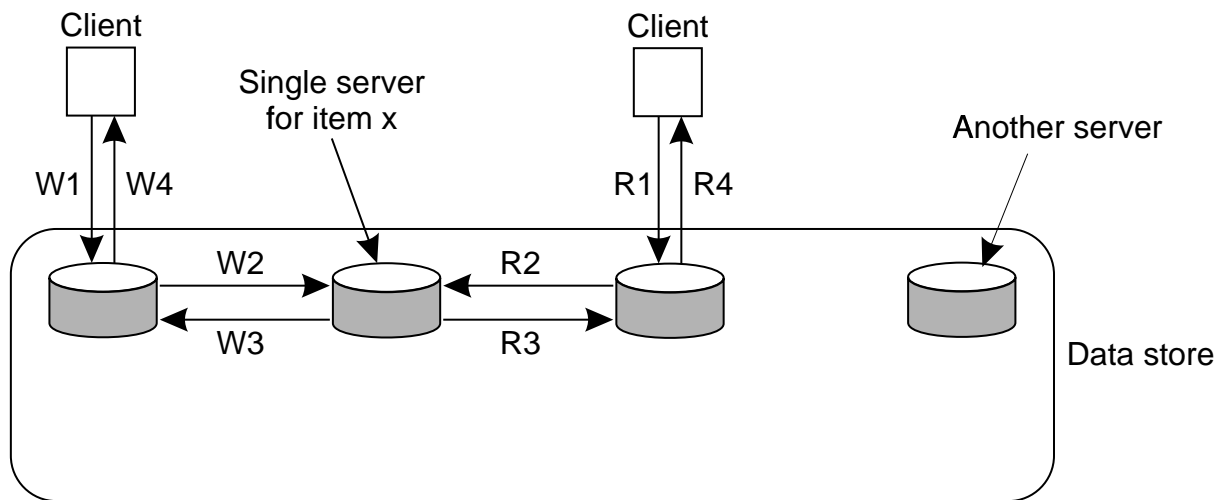 Client
Client
Single server
for item x
Another server
W1
W4
R1
R4
W2
R2
W3
R3
Data store